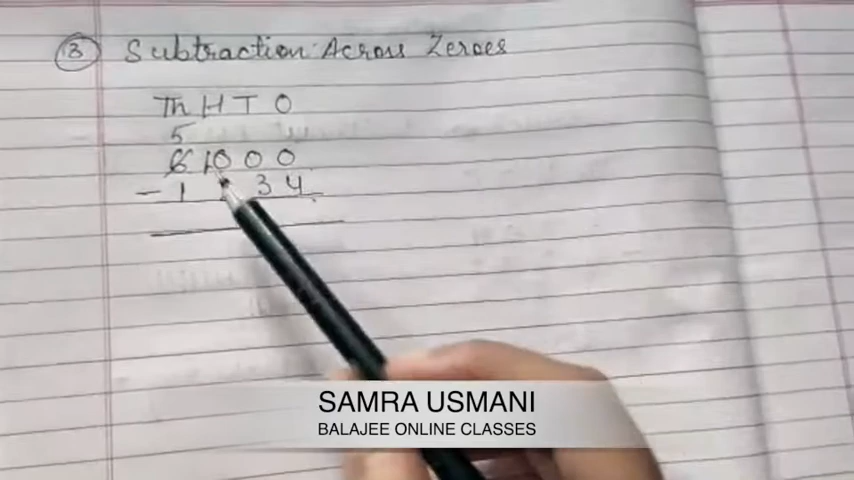 3 Subtraction Across Zeroes
Th H T O
5
6 10 0 0
- 1 3 4
SAMRA USMANI
BALAJEE ONLINE CLASSES